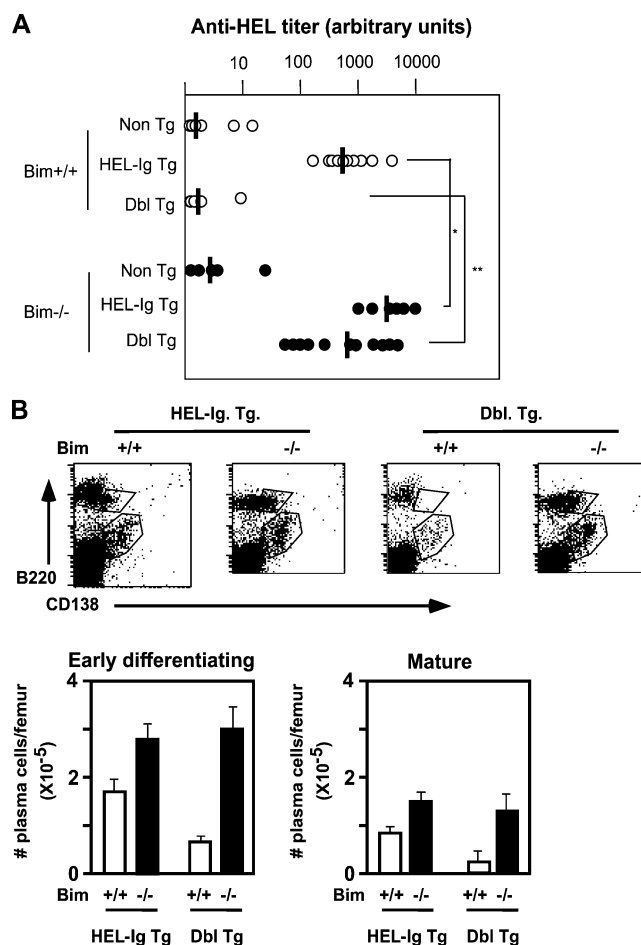 A
Anti-HEL titer (arbitrary units)
10 100 1000 10000
Non Tg
Bim+/+ HEL-Ig Tg
Dbl Tg
*
Non Tg
**
Bim-/- HEL-Ig Tg
Dbl Tg
B
HEL-Ig. Tg. Dbl. Tg.
Bim +/+ -/- +/+ -/-
B220
CD138
Early differentiating Mature
# plasma cells/femur
(X10-5)
4
2
0
Bim +/+ -/- +/+ -/-
HEL-Ig Tg Dbl Tg
# plasma cells/femur
(X10-5)
4
2
0
Bim +/+ -/- +/+ -/-
HEL-Ig Tg Dbl Tg